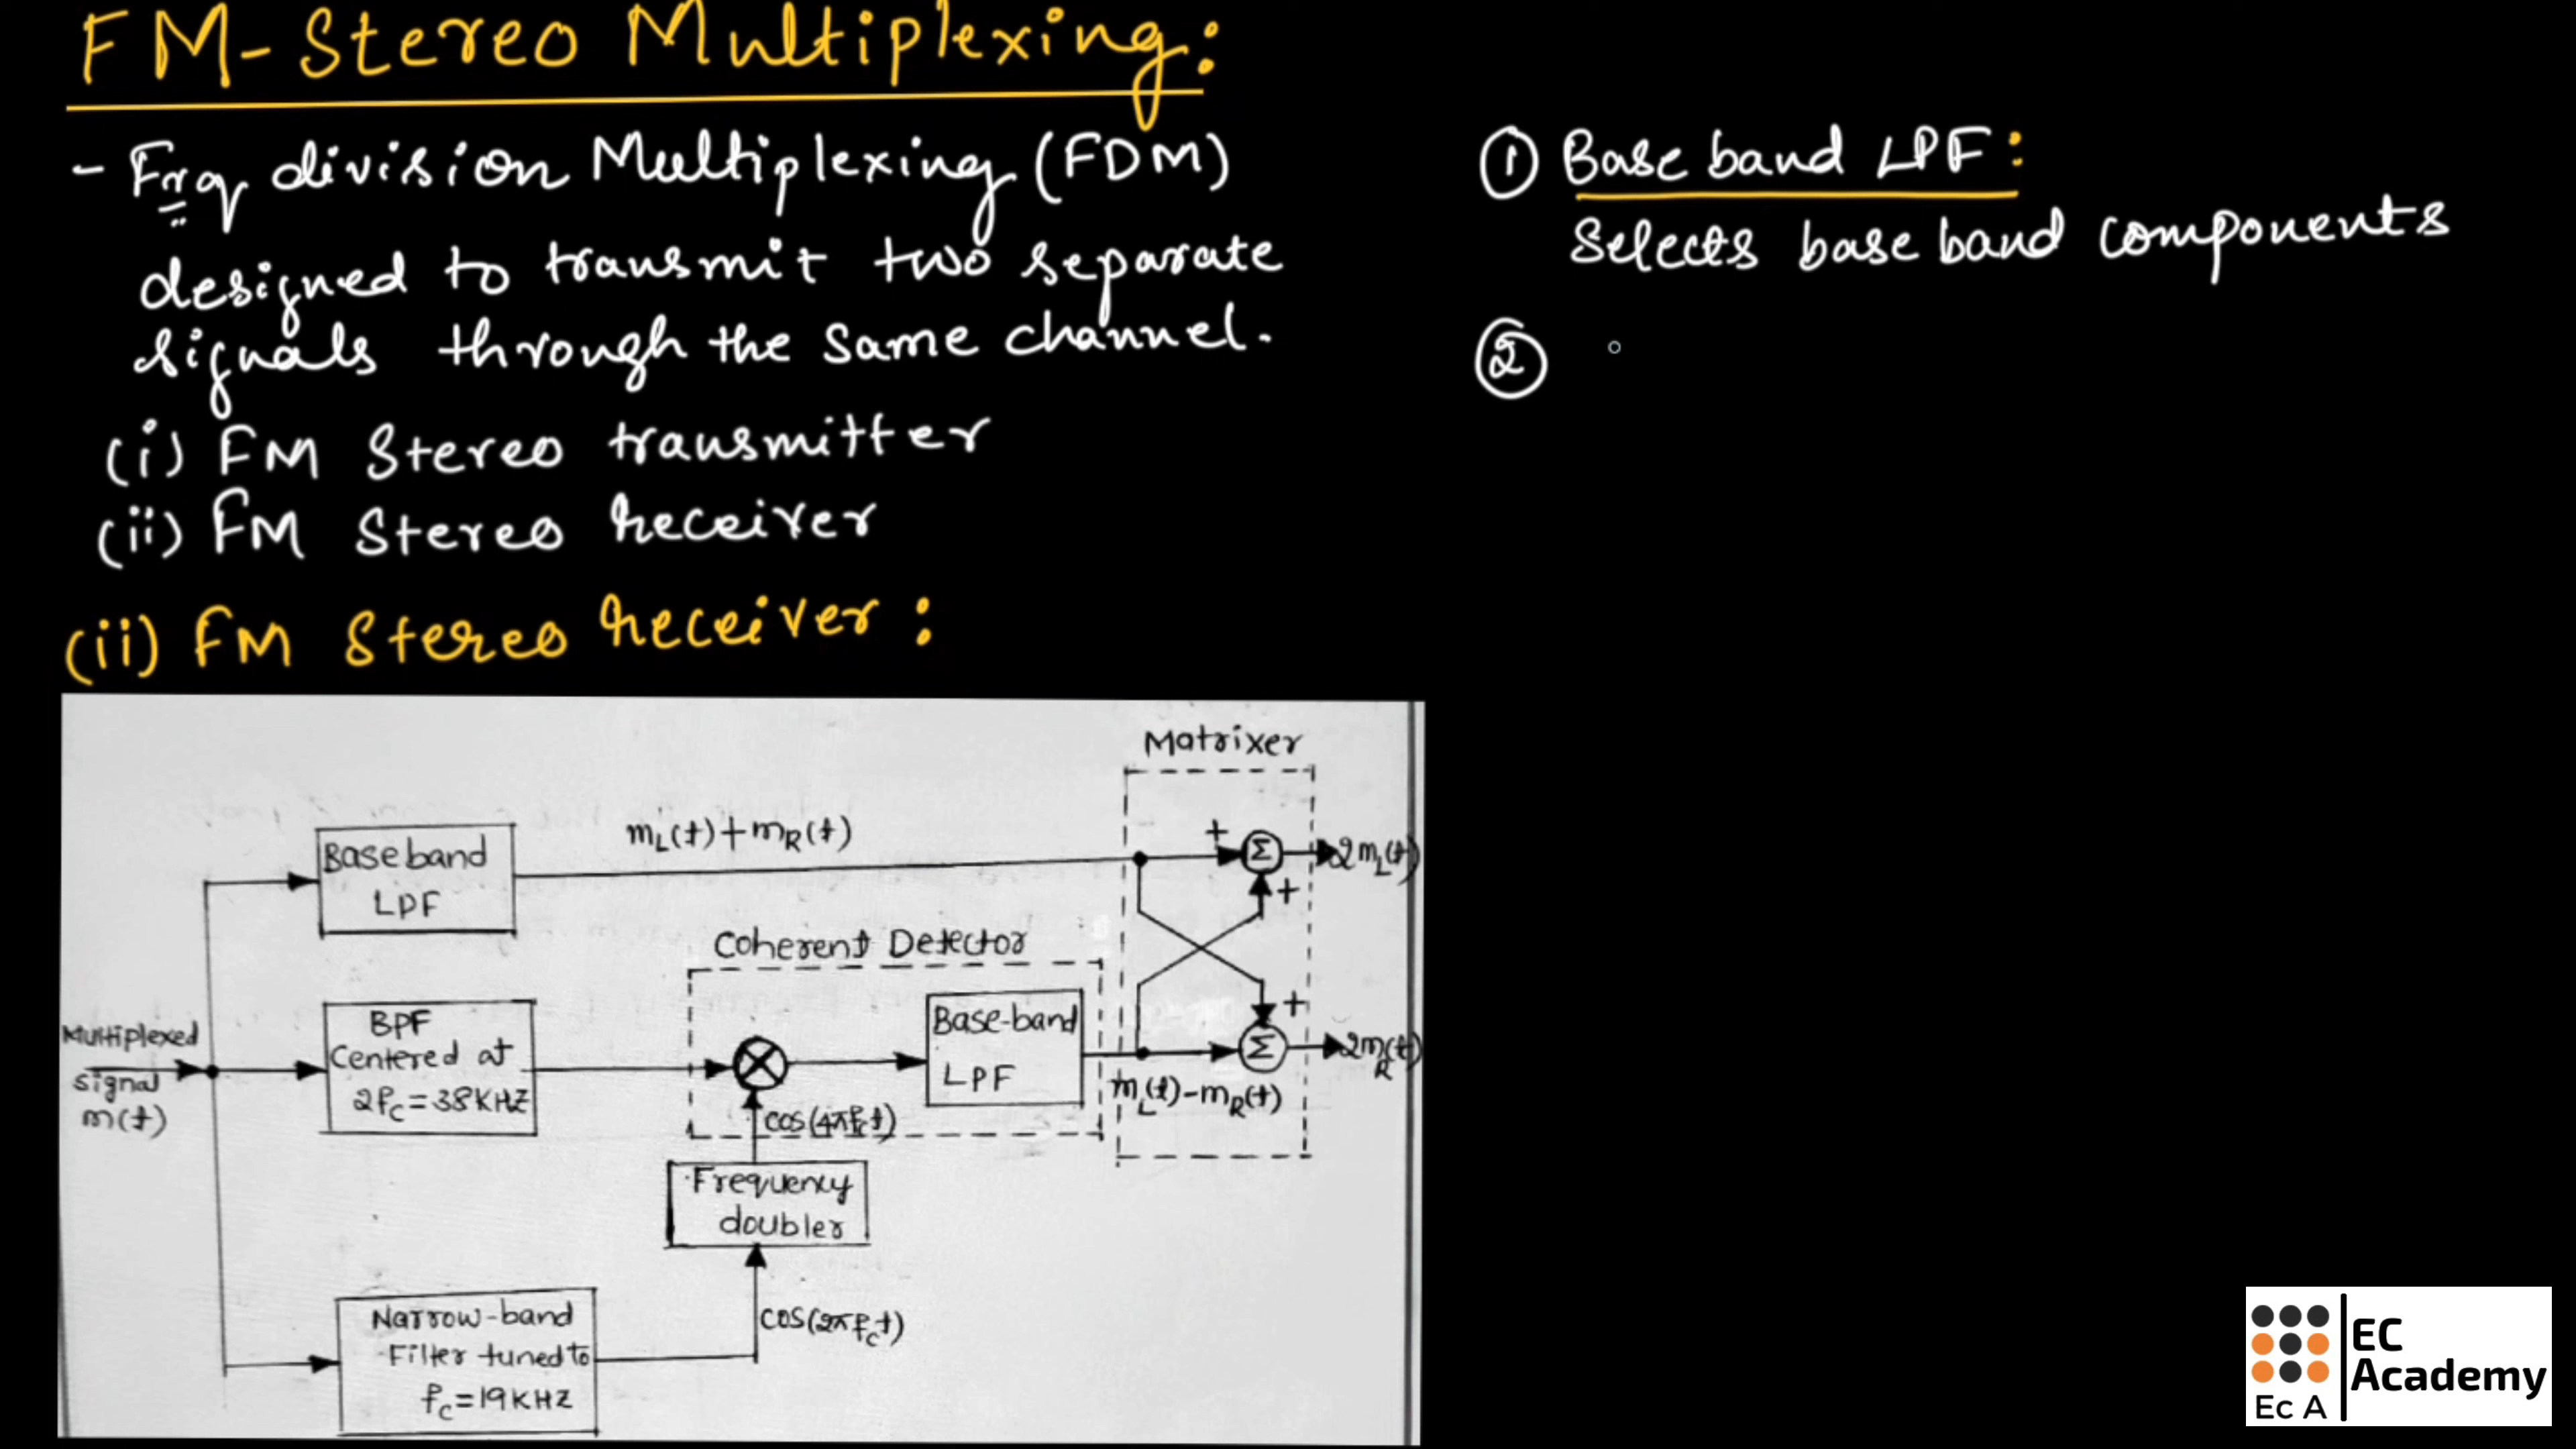 FM-Stereo Multiplexing:
- Frq division Multiplexing (FDM)
designed to transmit two separate
signals through the same channel.
(i) FM Stereo transmitter
(ii) FM Stereo Receiver
(ii) FM Stereo Receiver:
① Base band LPF:
Selects base band components
②
Matrixer
Baseband
LPF
mL(t)+mR(t)
+
Σ
2mL(t)
+
Coherent Detector
Multiplexed
signal
m(t)
BPF
Centered at
2fc=38KHZ
Base-band
LPF
+
Σ
2mR(t)
mL(t)-mR(t)
cos(4πfct)
Frequency
doubler
cos(2πfct)
Narrow-band
Filter tuned to
fc=19KHZ
EC
Academy
Ec A